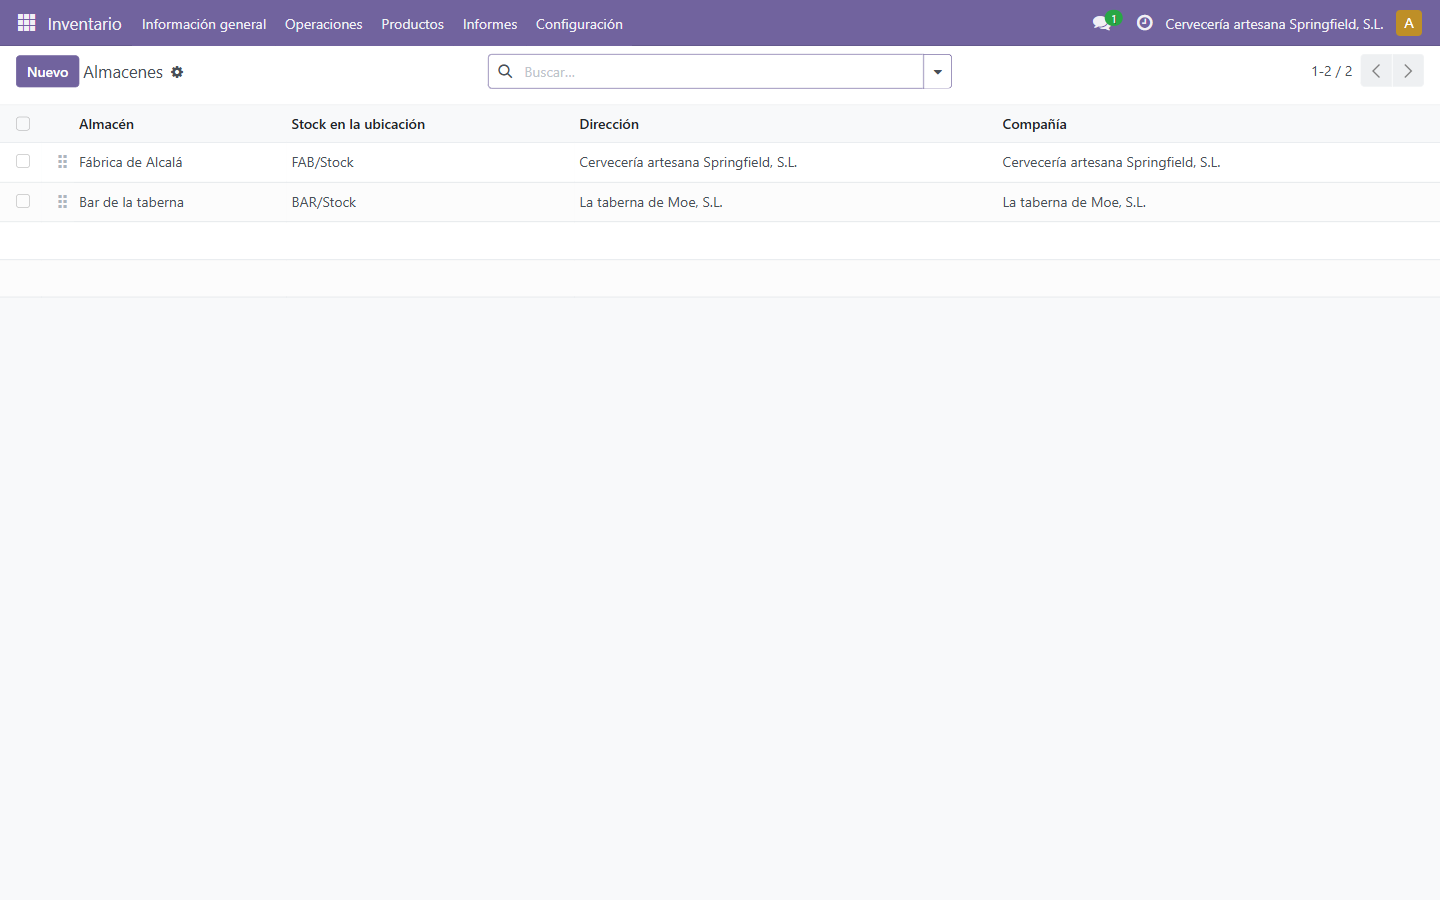 Inventario Información general Operaciones Productos Informes Configuración 1 Cervecería artesana Springfield, S.L. A
Nuevo Almacenes Buscar... 1-2 / 2
Almacén Stock en la ubicación Dirección Compañía
Fábrica de Alcalá FAB/Stock Cervecería artesana Springfield, S.L. Cervecería artesana Springfield, S.L.
Bar de la taberna BAR/Stock La taberna de Moe, S.L. La taberna de Moe, S.L.